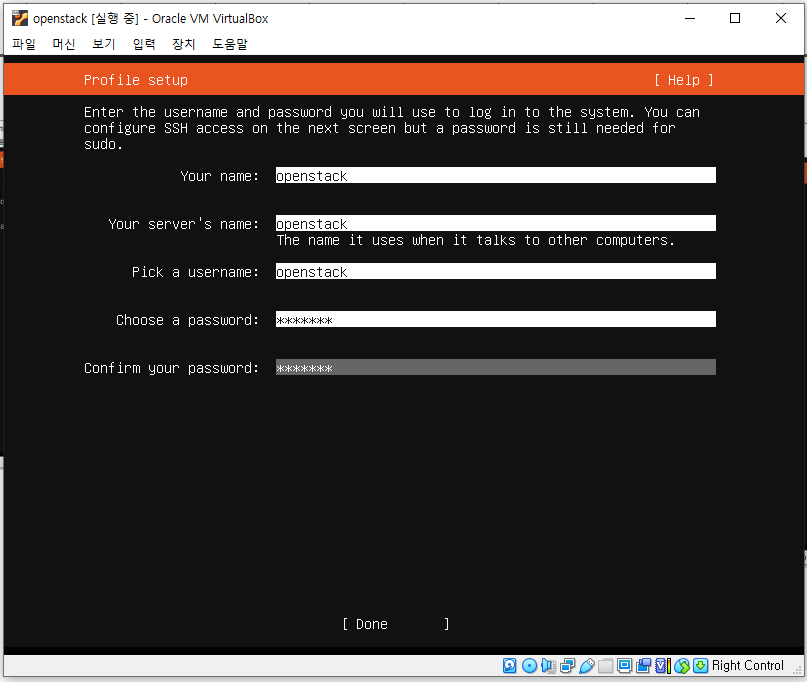 openstack [실행 중] - Oracle VM VirtualBox
파일 머신 보기 입력 장치 도움말
Profile setup [ Help ]
Enter the username and password you will use to log in to the system. You can
configure SSH access on the next screen but a password is still needed for
sudo.
Your name: openstack
Your server's name: openstack
The name it uses when it talks to other computers.
Pick a username: openstack
Choose a password: *******
Confirm your password: *******
[ Done ]
Right Control